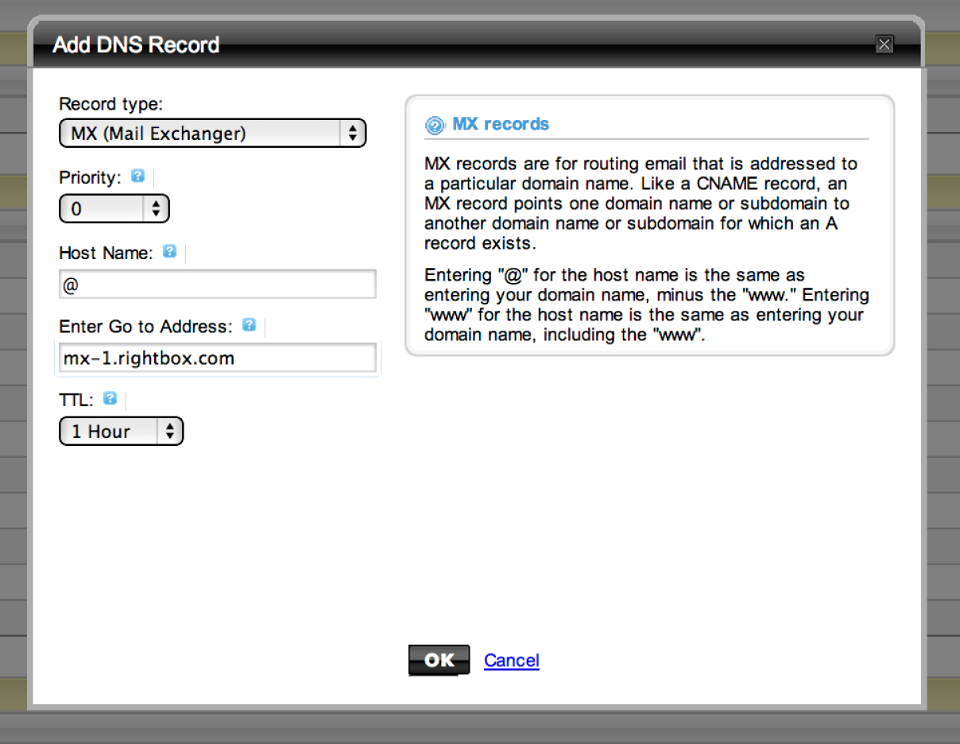 Add DNS Record
Record type:
MX (Mail Exchanger)
Priority:
0
Host Name:
@
Enter Go to Address:
mx-1.rightbox.com
TTL:
1 Hour
MX records
MX records are for routing email that is addressed to
a particular domain name. Like a CNAME record, an
MX record points one domain name or subdomain to
another domain name or subdomain for which an A
record exists.
Entering "@" for the host name is the same as
entering your domain name, minus the "www." Entering
"www" for the host name is the same as entering your
domain name, including the "www".
OK
Cancel